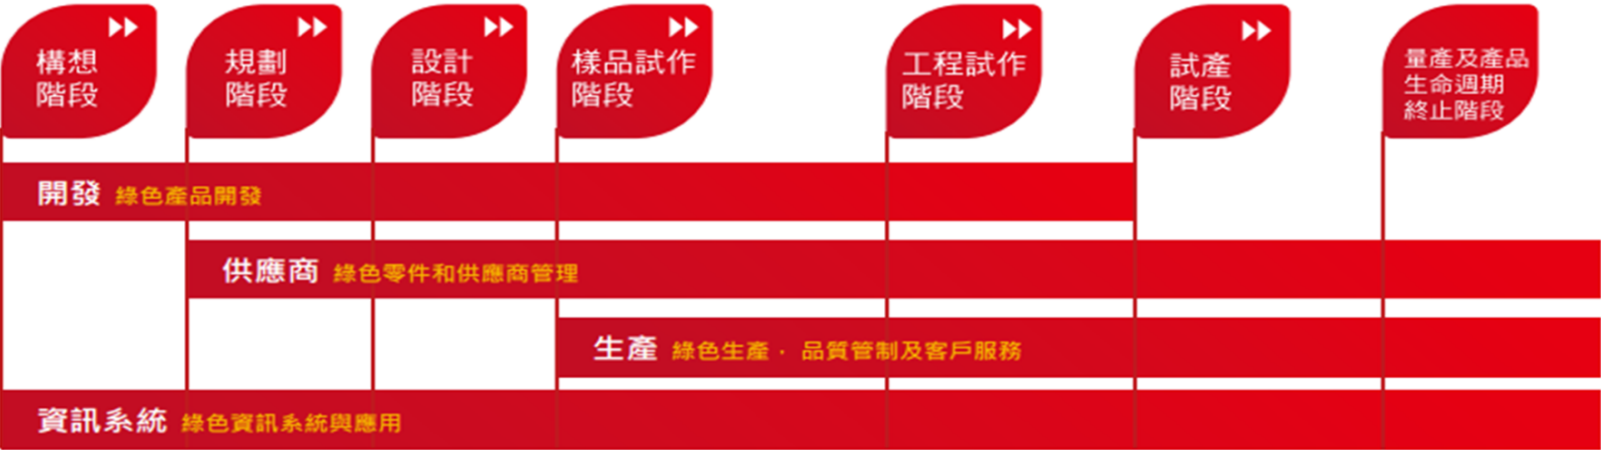 構想
階段
規劃
階段
設計
階段
樣品試作
階段
工程試作
階段
試產
階段
量產及產品
生命週期
終止階段
開發 綠色產品開發
供應商 綠色零件和供應商管理
生產 綠色生產． 品質管制及客戶服務
資訊系統 綠色資訊系統與應用